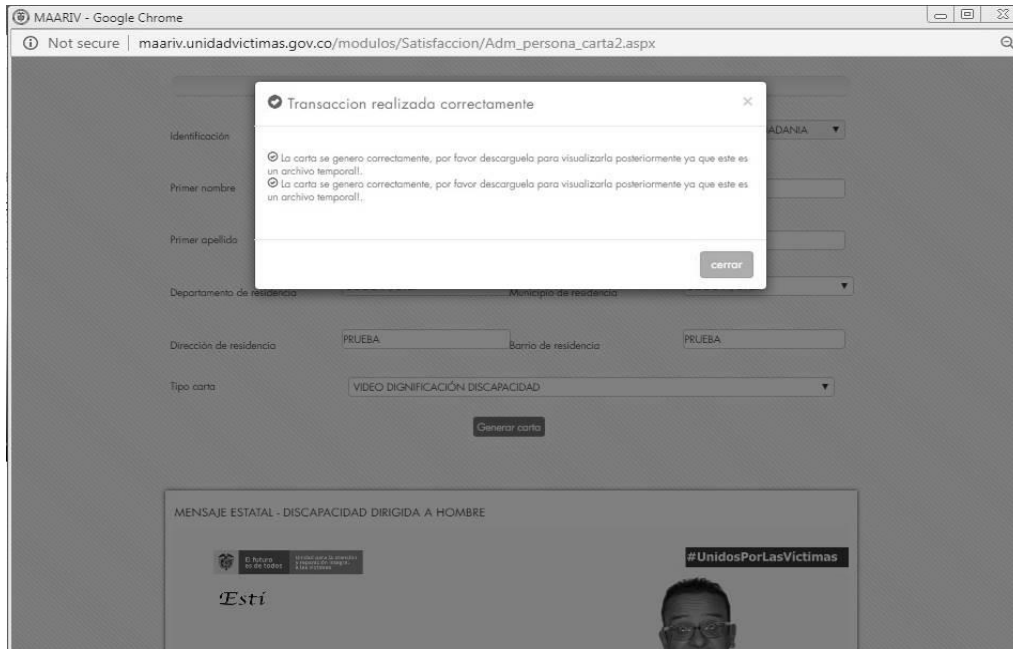 MAARIV - Google Chrome
Not secure | maariv.unidadvictimas.gov.co/modulos/Satisfaccion/Adm_persona_carta2.aspx
Transaccion realizada correctamente ×
Identificación ADANIA
La carta se genero correctamente, por favor descarguela para visualizarla posteriormente ya que este es
un archivo temporal!.
La carta se genero correctamente, por favor descarguela para visualizarla posteriormente ya que este es
un archivo temporal!.
Primer nombre
Primer apellido
cerrar
Departamento de residencia Municipio de residencia
Dirección de residencia PRUEBA Barrio de residencia PRUEBA
Tipo carta VIDEO DIGNIFICACIÓN DISCAPACIDAD
Generar carta
MENSAJE ESTATAL - DISCAPACIDAD DIRIGIDA A HOMBRE
El futuro
es de todos
#UnidosPorLasVíctimas
Esti